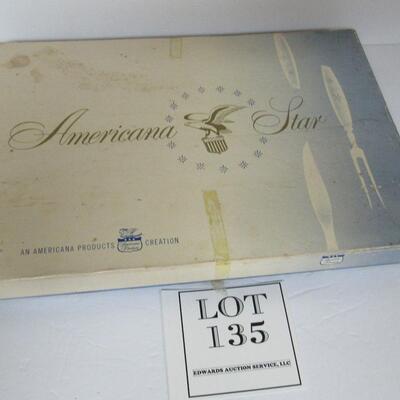 Americana Star
AN AMERICANA PRODUCTS CREATION
LOT
135
EDWARDS AUCTION SERVICE, LLC